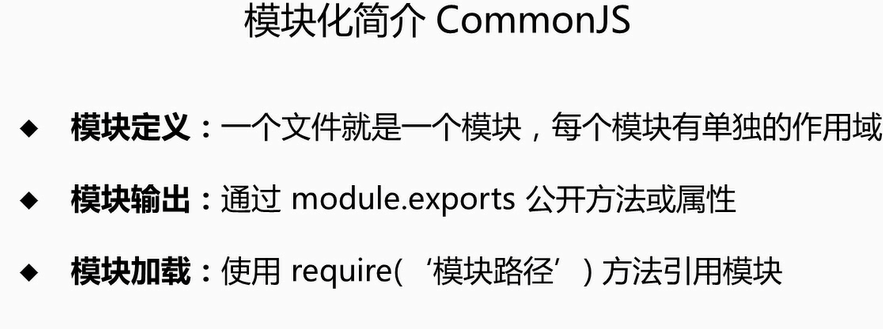 模块化简介 CommonJS
◆ 模块定义：一个文件就是一个模块，每个模块有单独的作用域
◆ 模块输出：通过 module.exports 公开方法或属性
◆ 模块加载：使用 require(‘模块路径’) 方法引用模块